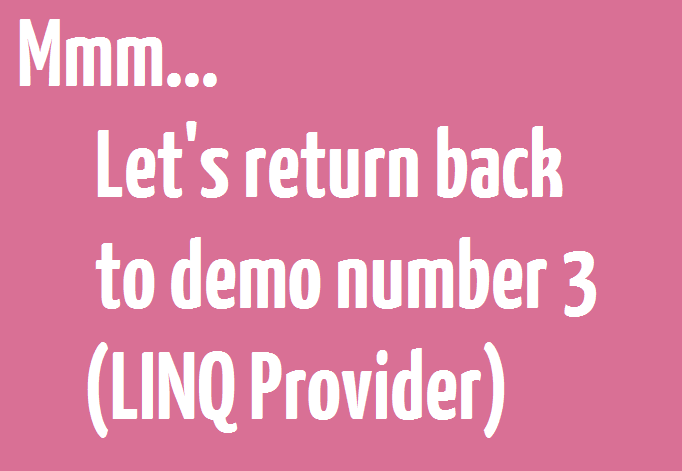 Mmm...
Let's return back
to demo number 3
(LINQ Provider)